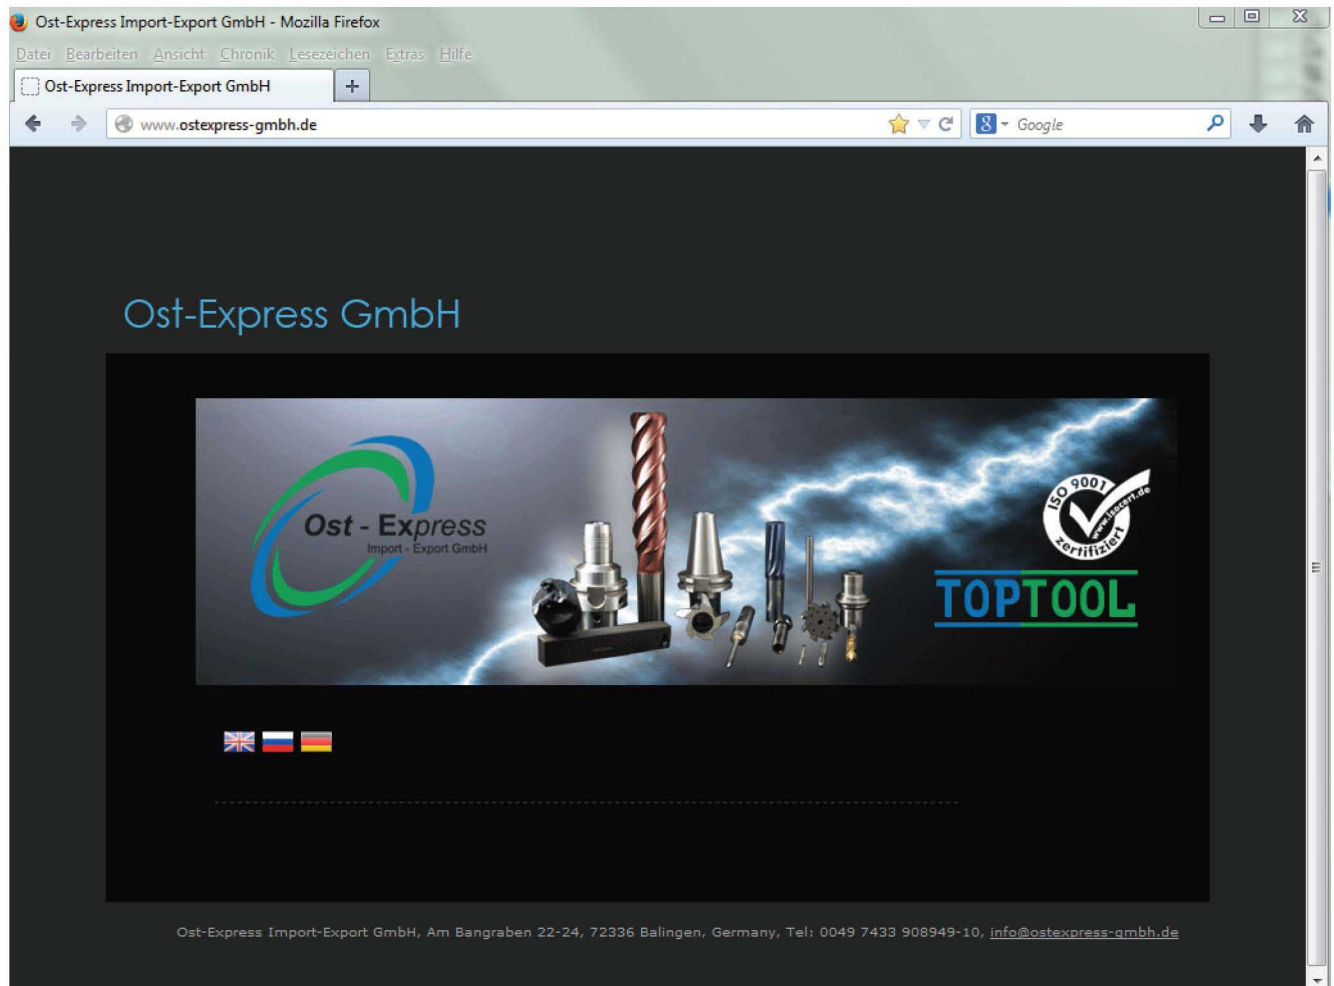 Ost-Express Import-Export GmbH - Mozilla Firefox
Datei Bearbeiten Ansicht Chronik Lesezeichen Extras Hilfe
Ost-Express Import-Export GmbH
www.ostexpress-gmbh.de
8 Google
Ost-Express GmbH
Ost - Express
Import - Export GmbH
ISO 9001
www.isocert.de
zertifiziert
TOPTOOL
Ost-Express Import-Export GmbH, Am Bangraben 22-24, 72336 Balingen, Germany, Tel: 0049 7433 908949-10, info@ostexpress-gmbh.de